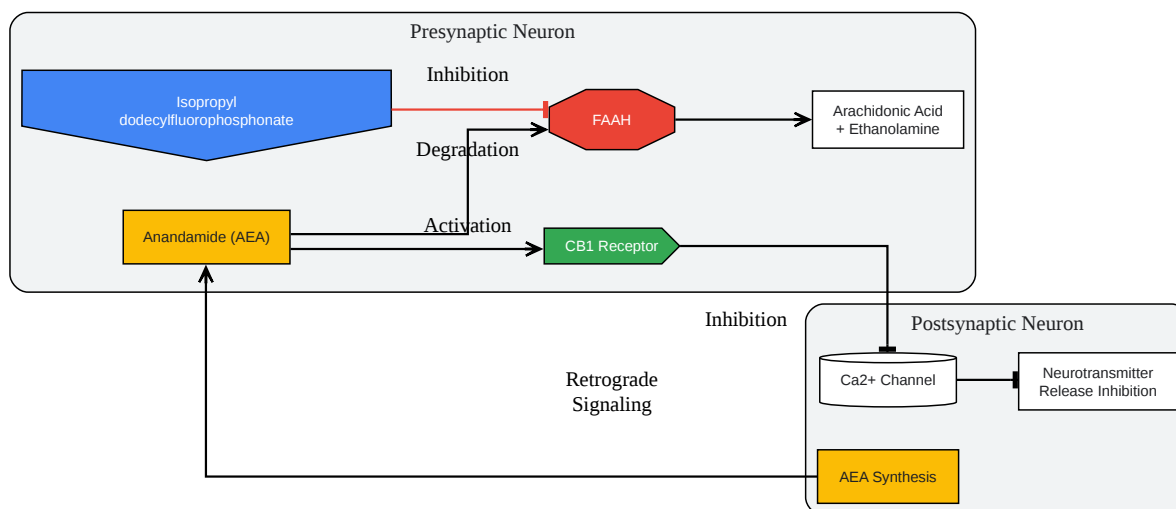 Presynaptic Neuron
Inhibition
Isopropyl
dodecylfluorophosphonate
FAAH
Arachidonic Acid
+ Ethanolamine
Degradation
Activation
Anandamide (AEA)
CB1 Receptor
Inhibition
Postsynaptic Neuron
Ca2+ Channel
Neurotransmitter
Release Inhibition
Retrograde
Signaling
AEA Synthesis